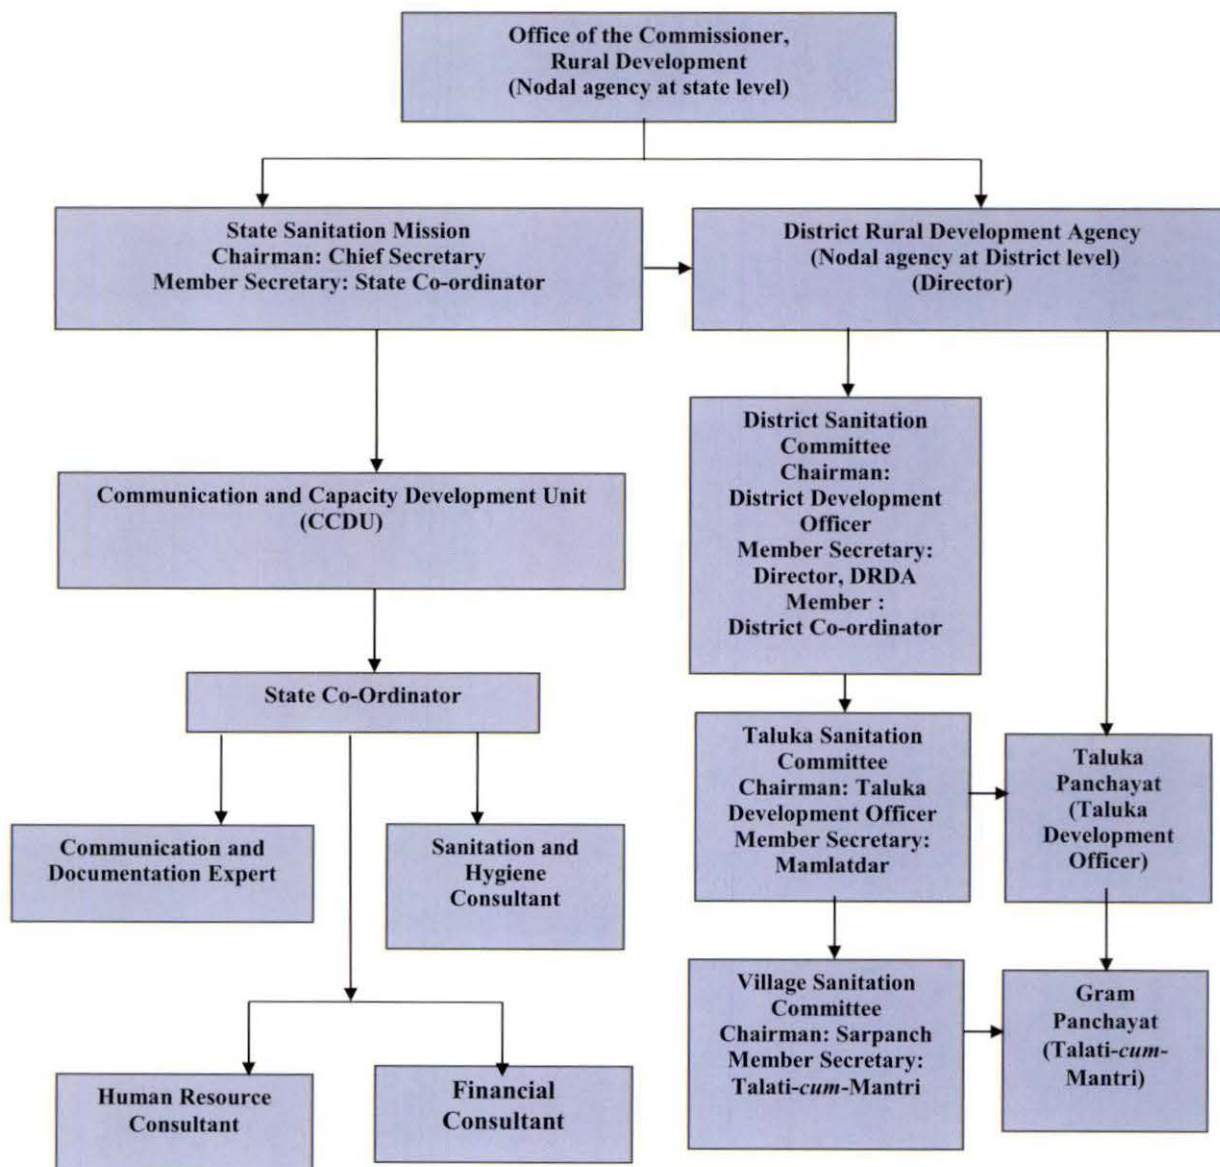 Office of the Commissioner,
Rural Development
(Nodal agency at state level)
State Sanitation Mission
Chairman: Chief Secretary
Member Secretary: State Co-ordinator
District Rural Development Agency
(Nodal agency at District level)
(Director)
Communication and Capacity Development Unit
(CCDU)
District Sanitation
Committee
Chairman:
District Development
Officer
Member Secretary:
Director, DRDA
Member :
District Co-ordinator
State Co-Ordinator
Taluka Sanitation
Committee
Chairman: Taluka
Development Officer
Member Secretary:
Mamlatdar
Taluka
Panchayat
(Taluka
Development
Officer)
Communication and
Documentation Expert
Sanitation and
Hygiene
Consultant
Village Sanitation
Committee
Chairman: Sarpanch
Member Secretary:
Talati-cum-Mantri
Gram
Panchayat
(Talati-cum-
Mantri)
Human Resource
Consultant
Financial
Consultant